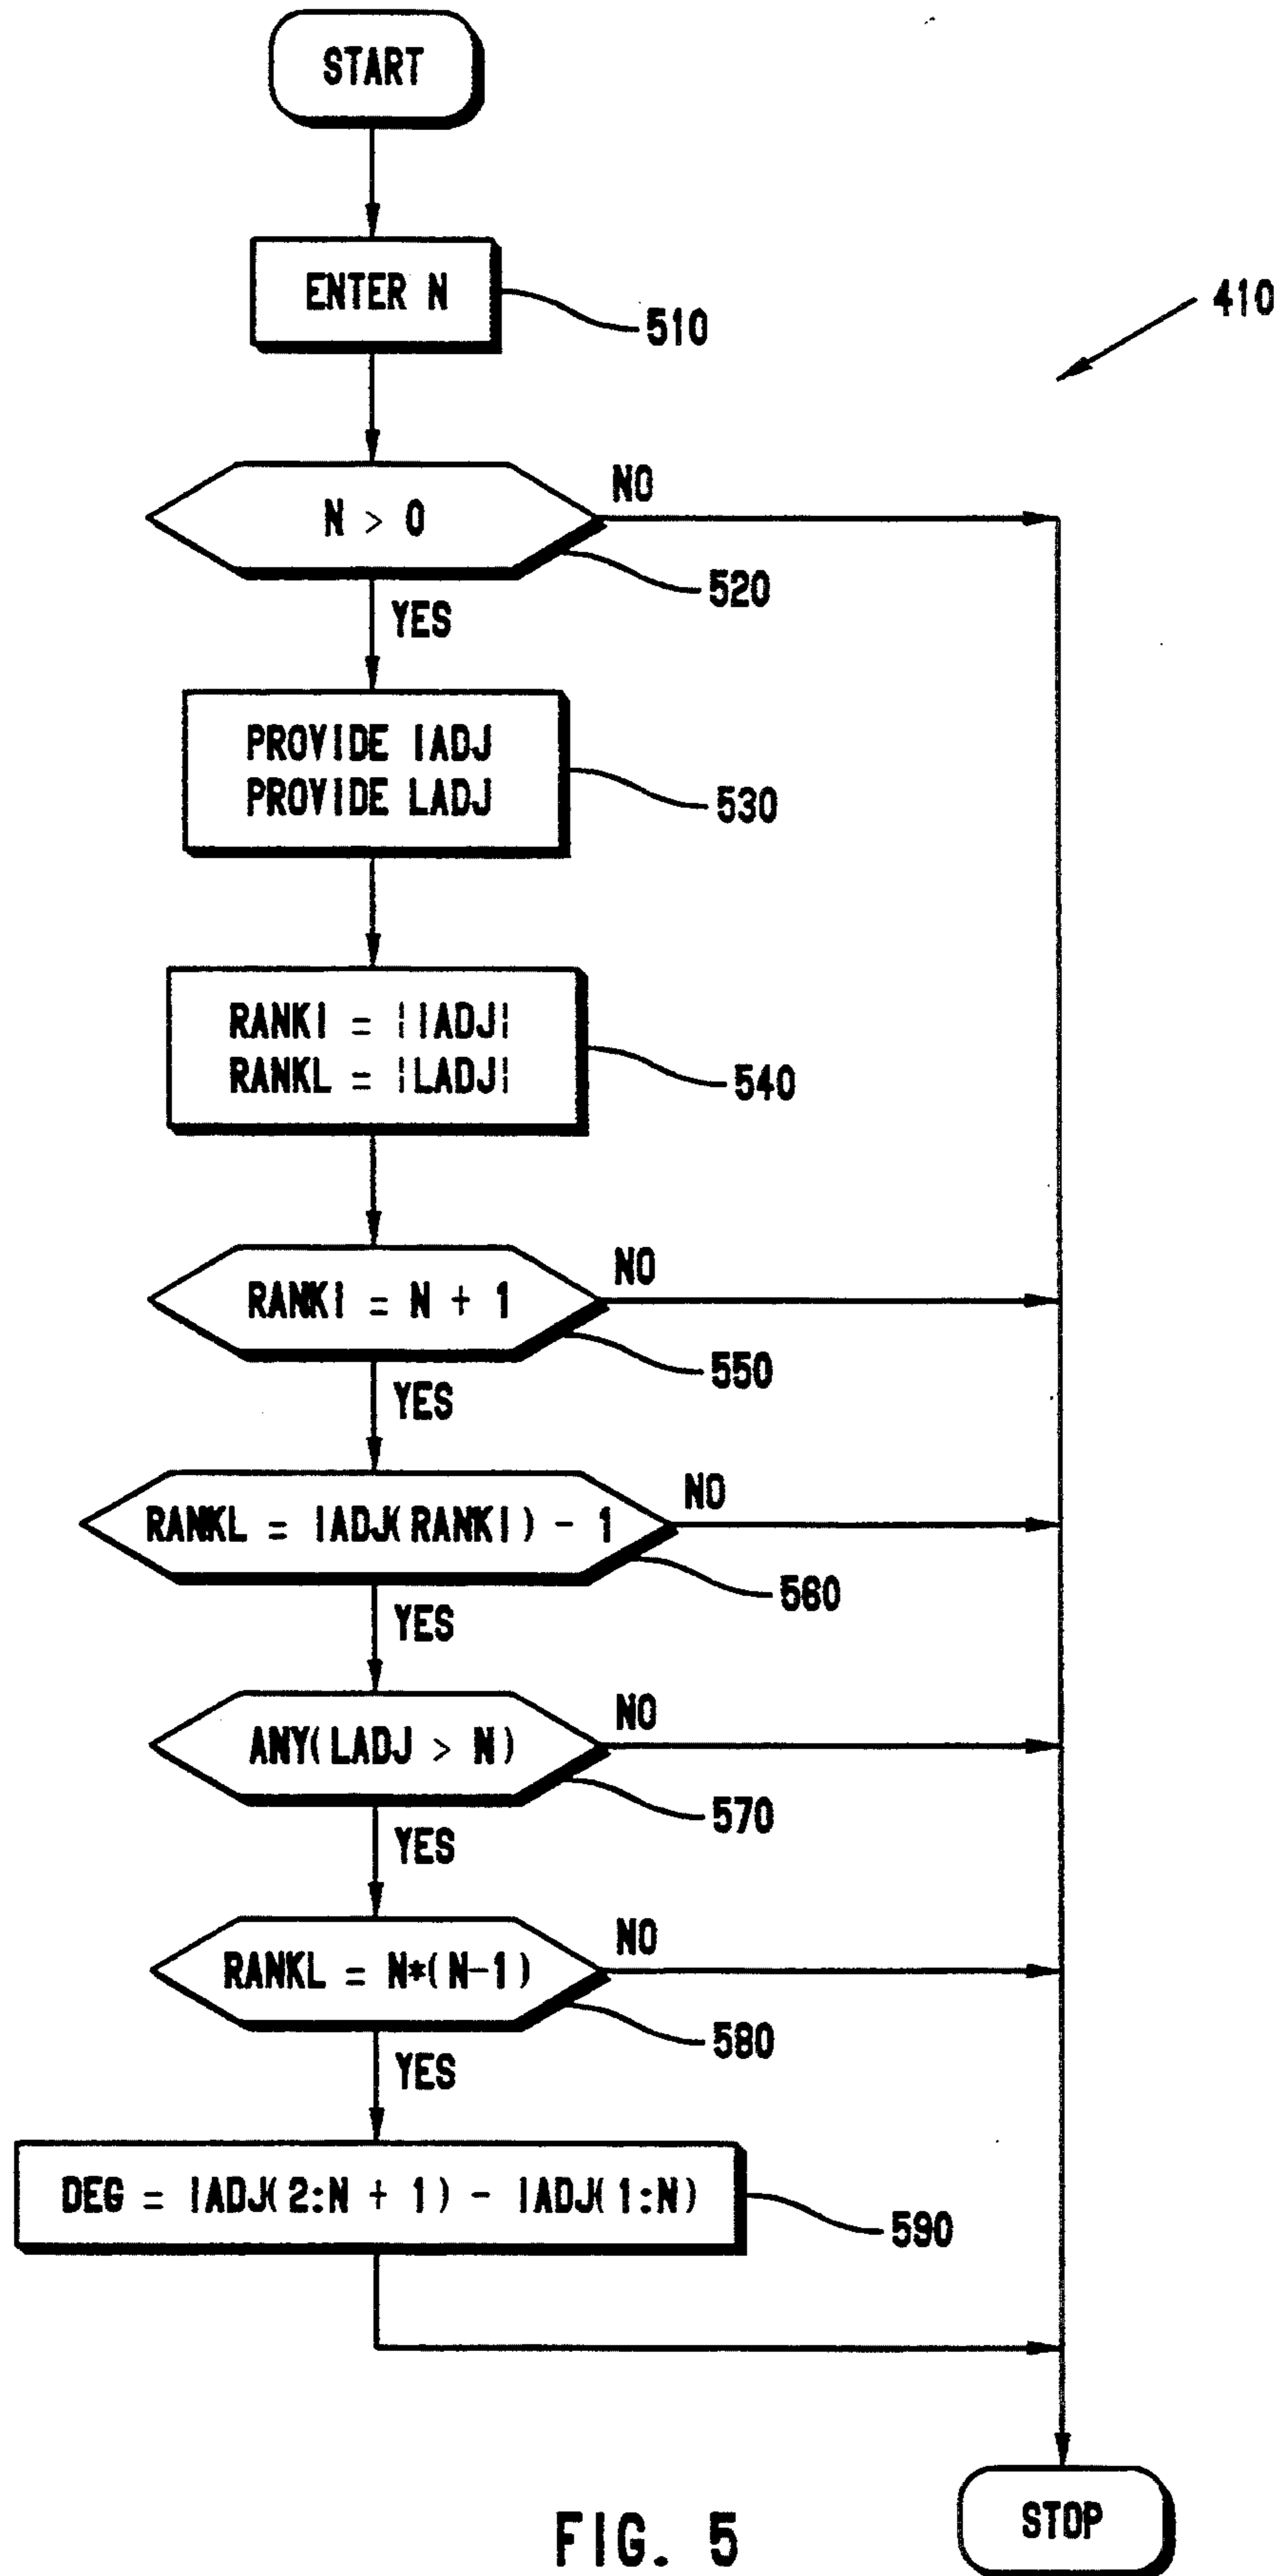 START
ENTER N
510
410
N > 0
NO
520
YES
PROVIDE IADJ
PROVIDE LADJ
530
RANKI = |IADJ|
RANKL = |LADJ|
540
RANKI = N + 1
NO
550
YES
RANKL = IADJ(RANKI) - 1
NO
560
YES
ANY(LADJ > N)
NO
570
YES
RANKL = N*(N-1)
NO
580
YES
DEG = IADJ(2:N + 1) - IADJ(1:N)
590
STOP
FIG. 5